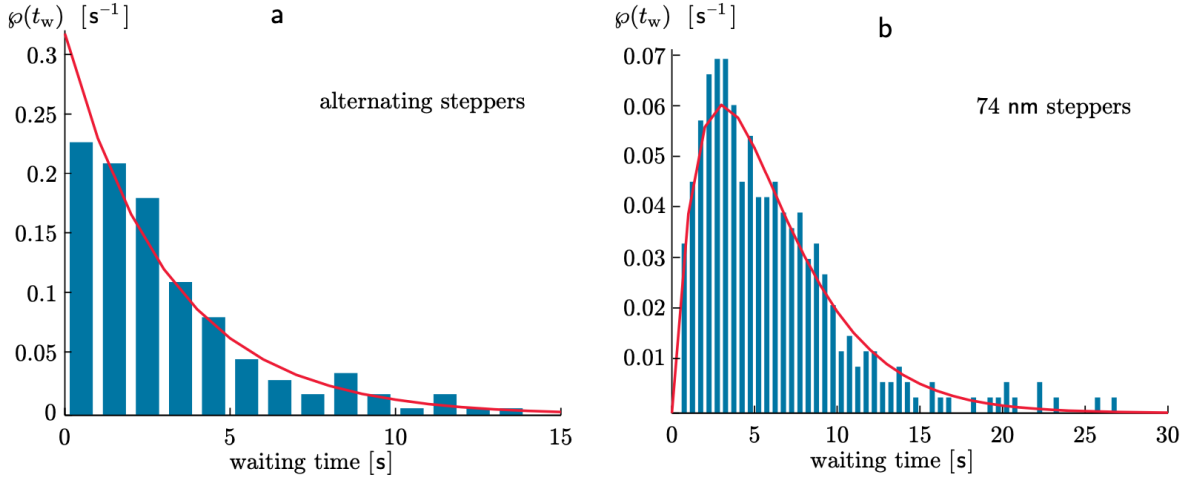 ℘(t_w) [s⁻¹]
a
0.3
0.25
0.2
0.15
0.1
0.05
0
alternating steppers
0 5 10 15
waiting time [s]
℘(t_w) [s⁻¹]
b
0.07
0.06
0.05
0.04
0.03
0.02
0.01
74 nm steppers
0 5 10 15 20 25 30
waiting time [s]